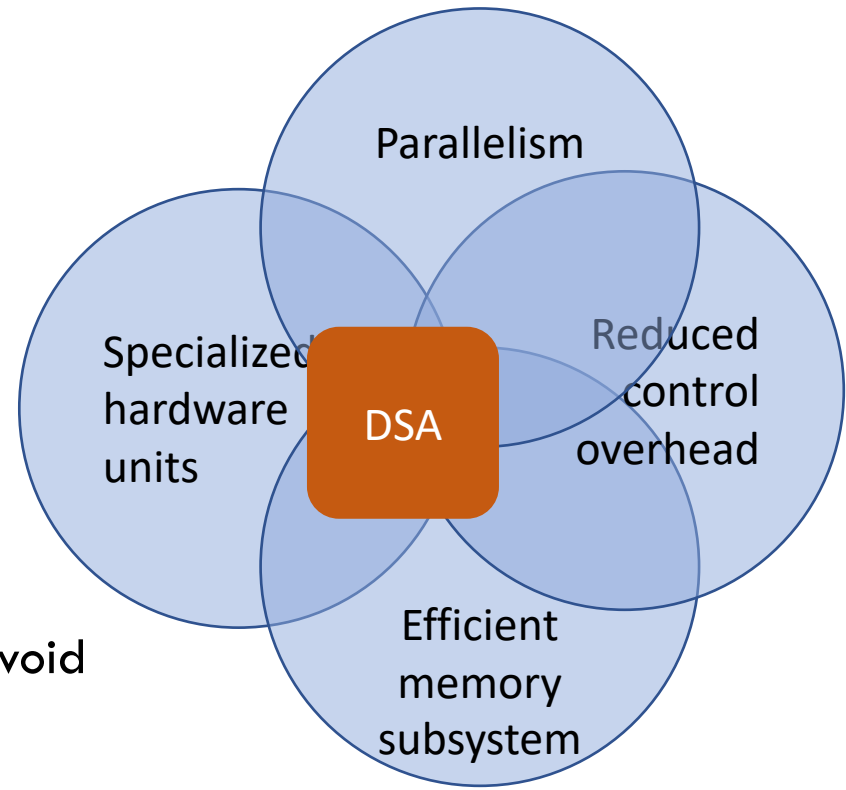 Parallelism
Specialized
hardware
units
DSA
Reduced
control
overhead
void
Efficient
memory
subsystem